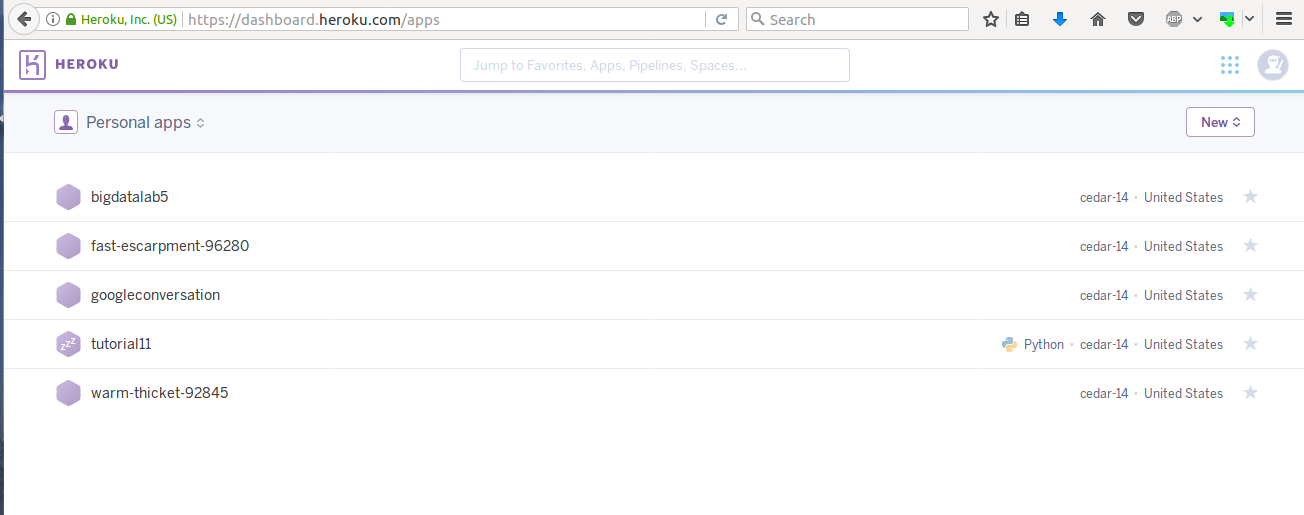 Heroku, Inc. (US) https://dashboard.heroku.com/apps Search ABP
HEROKU Jump to Favorites, Apps, Pipelines, Spaces...
Personal apps New
bigdatalab5 cedar-14 • United States
fast-escarpment-96280 cedar-14 • United States
googleconversation cedar-14 • United States
zzz tutorial11 Python • cedar-14 • United States
warm-thicket-92845 cedar-14 • United States